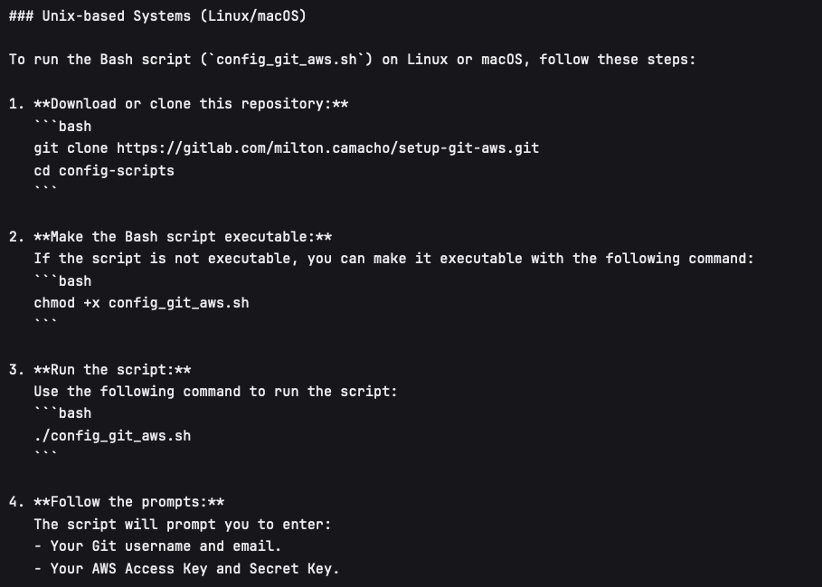 ### Unix-based Systems (Linux/macOS)
To run the Bash script (`config_git_aws.sh`) on Linux or macOS, follow these steps:
1. **Download or clone this repository:**
```bash
git clone https://gitlab.com/milton.camacho/setup-git-aws.git
cd config-scripts
```
2. **Make the Bash script executable:**
If the script is not executable, you can make it executable with the following command:
```bash
chmod +x config_git_aws.sh
```
3. **Run the script:**
Use the following command to run the script:
```bash
./config_git_aws.sh
```
4. **Follow the prompts:**
The script will prompt you to enter:
- Your Git username and email.
- Your AWS Access Key and Secret Key.